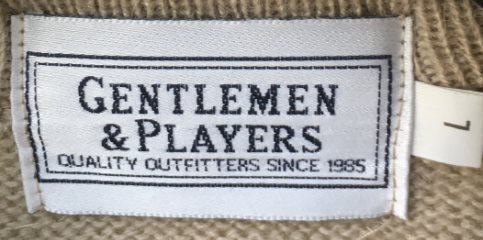 GENTLEMEN
& PLAYERS
QUALITY OUTFITTERS SINCE 1985
L